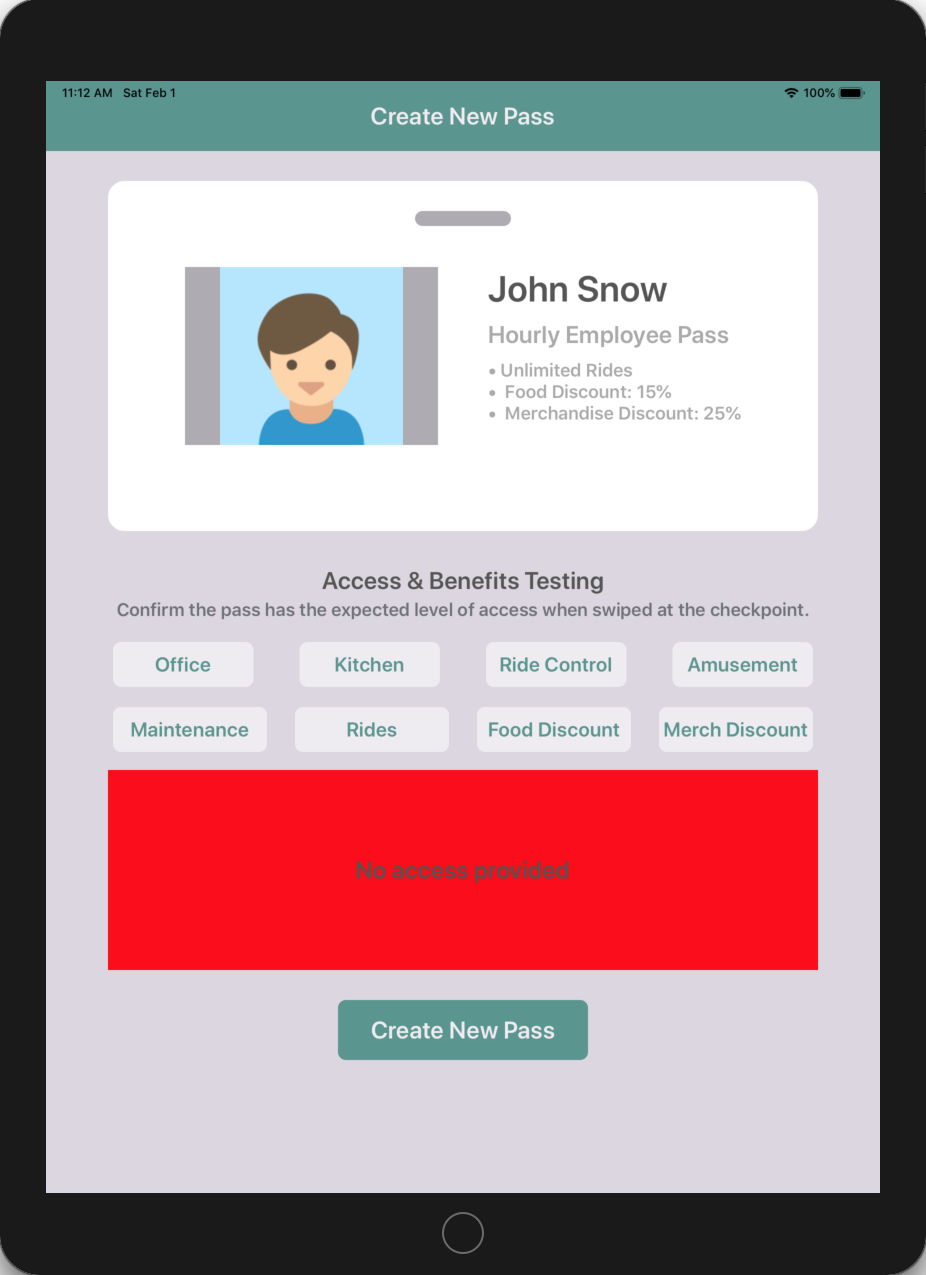 11:12 AM Sat Feb 1 100%
Create New Pass
John Snow
Hourly Employee Pass
• Unlimited Rides
• Food Discount: 15%
• Merchandise Discount: 25%
Access & Benefits Testing
Confirm the pass has the expected level of access when swiped at the checkpoint.
Office Kitchen Ride Control Amusement
Maintenance Rides Food Discount Merch Discount
No access provided
Create New Pass